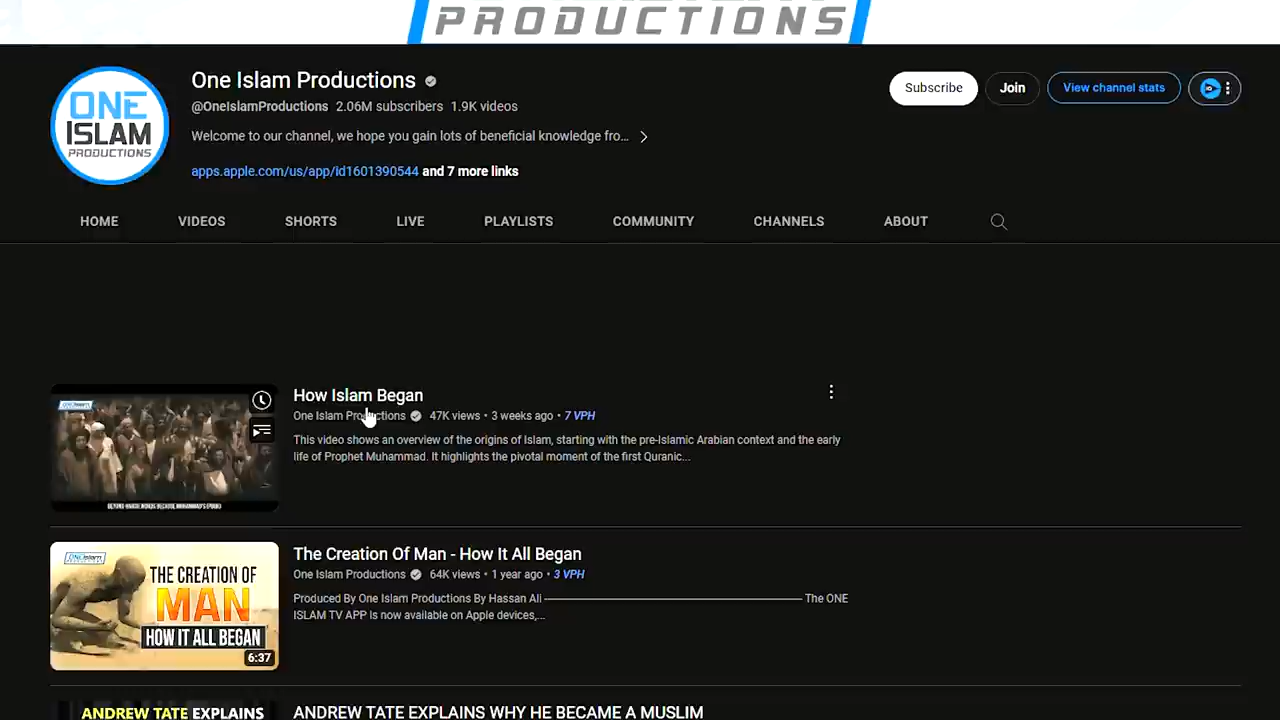 PRODUCTIONS
ONE
ISLAM
PRODUCTIONS
One Islam Productions
@OneIslamProductions 2.06M subscribers 1.9K videos
Welcome to our channel, we hope you gain lots of beneficial knowledge fro...
apps.apple.com/us/app/id1601390544 and 7 more links
Subscribe
Join
View channel stats
HOME VIDEOS SHORTS LIVE PLAYLISTS COMMUNITY CHANNELS ABOUT
How Islam Began
One Islam Productions 47K views • 3 weeks ago • 7 VPH
This video shows an overview of the origins of Islam, starting with the pre-Islamic Arabian context and the early
life of Prophet Muhammad. It highlights the pivotal moment of the first Quranic...
ONE Islam
THE CREATION OF
MAN
HOW IT ALL BEGAN
6:37
The Creation Of Man - How It All Began
One Islam Productions 64K views • 1 year ago • 3 VPH
Produced By One Islam Productions By Hassan Ali —————————————————— The ONE
ISLAM TV APP is now available on Apple devices,...
ANDREW TATE EXPLAINS
ANDREW TATE EXPLAINS WHY HE BECAME A MUSLIM